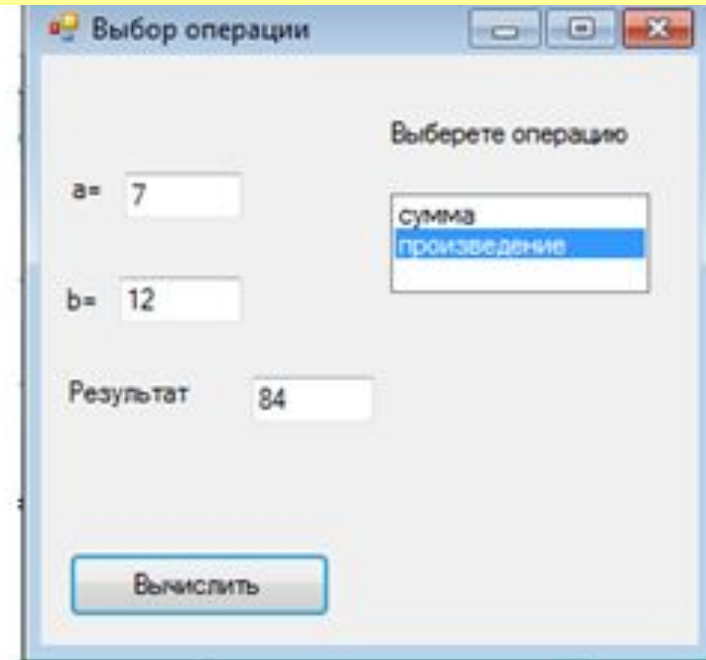 Выбор операции
Выберете операцию
a= 7
сумма
произведение
b= 12
Результат 84
Вычислить